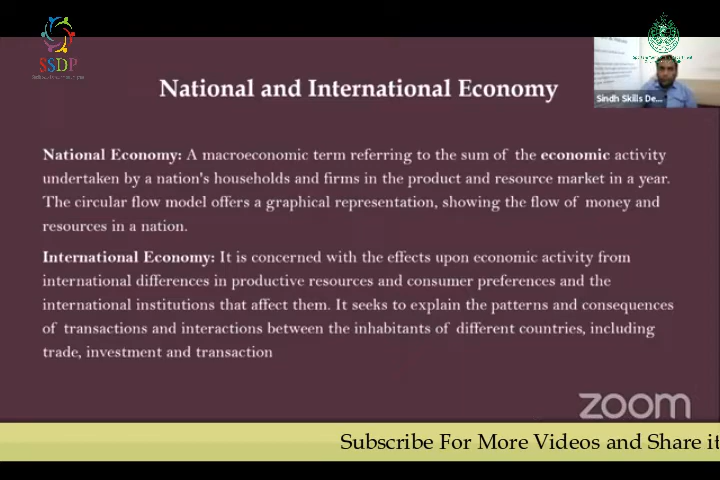 SSDP
National and International Economy
Sindh Skills De...
National Economy: A macroeconomic term referring to the sum of the economic activity
undertaken by a nation's households and firms in the product and resource market in a year.
The circular flow model offers a graphical representation, showing the flow of money and
resources in a nation.
International Economy: It is concerned with the effects upon economic activity from
international differences in productive resources and consumer preferences and the
international institutions that affect them. It seeks to explain the patterns and consequences
of transactions and interactions between the inhabitants of different countries, including
trade, investment and transaction
zoom
Subscribe For More Videos and Share it